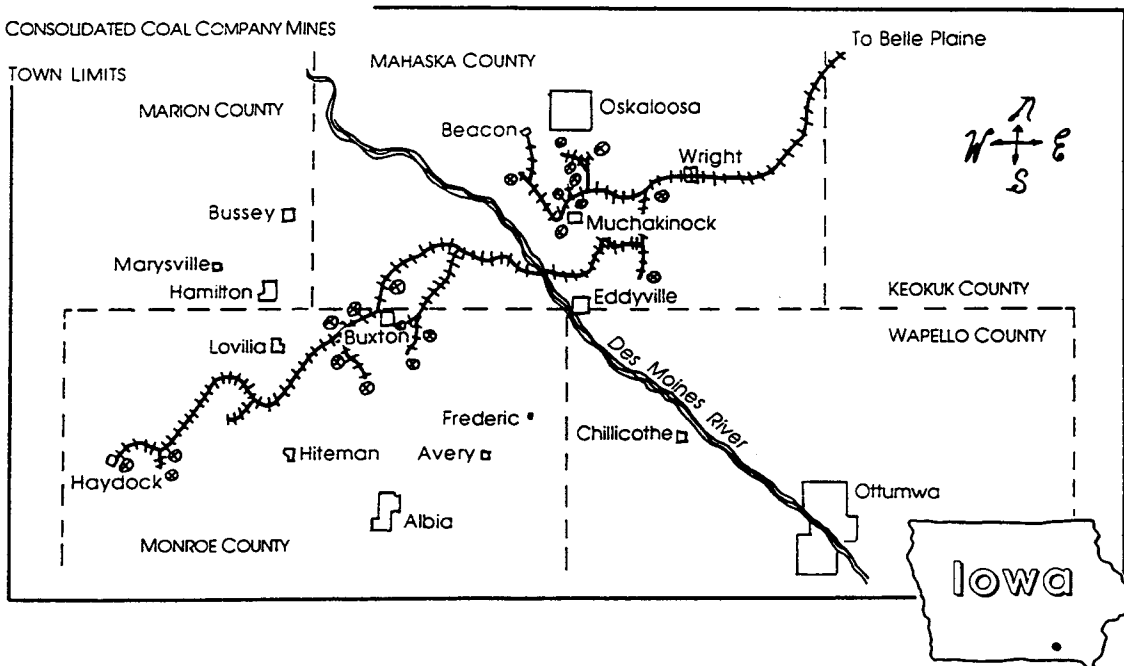 CONSOLIDATED COAL COMPANY MINES
To Belle Plaine
TOWN LIMITS
MAHASKA COUNTY
MARION COUNTY
Oskaloosa
Beacon
N
W E
S
Wright
Bussey
Muchakinock
Marysville
Hamilton
Eddyville
KEOKUK COUNTY
Buxton
WAPELLO COUNTY
Lovilia
Des Moines River
Frederic
Chillicothe
Hiteman
Avery
Haydock
Ottumwa
Albia
MONROE COUNTY
Iowa